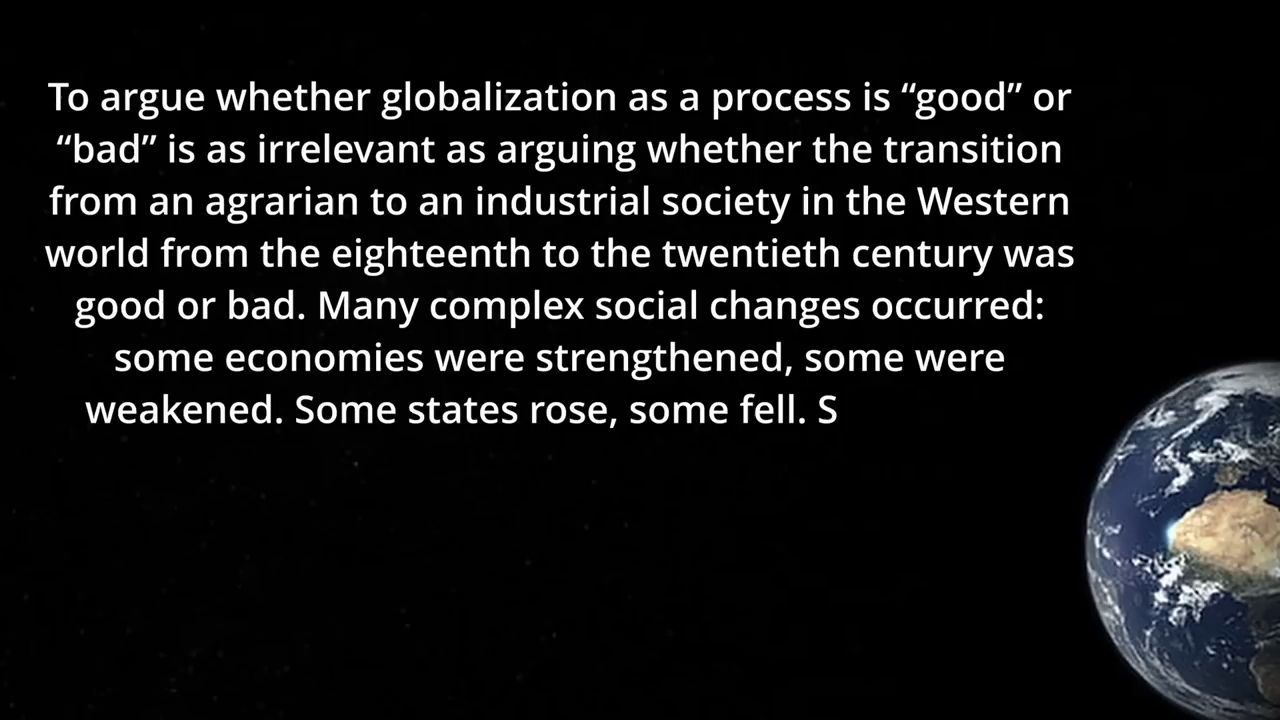 To argue whether globalization as a process is “good” or
“bad” is as irrelevant as arguing whether the transition
from an agrarian to an industrial society in the Western
world from the eighteenth to the twentieth century was
good or bad. Many complex social changes occurred:
some economies were strengthened, some were
weakened. Some states rose, some fell. S